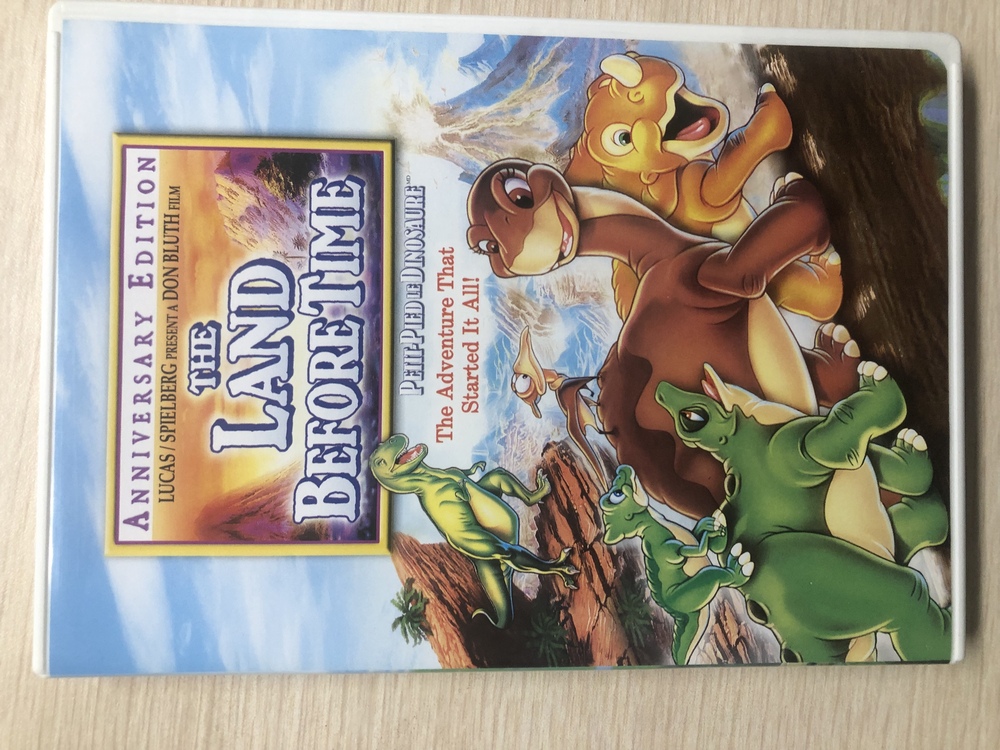 ANNIVERSARY EDITION
LUCAS / SPIELBERG PRESENT A DON BLUTH FILM
THE
LAND
BEFORE TIME
PETIT-PIED LE DINOSAURE MD
The Adventure That
Started It All!